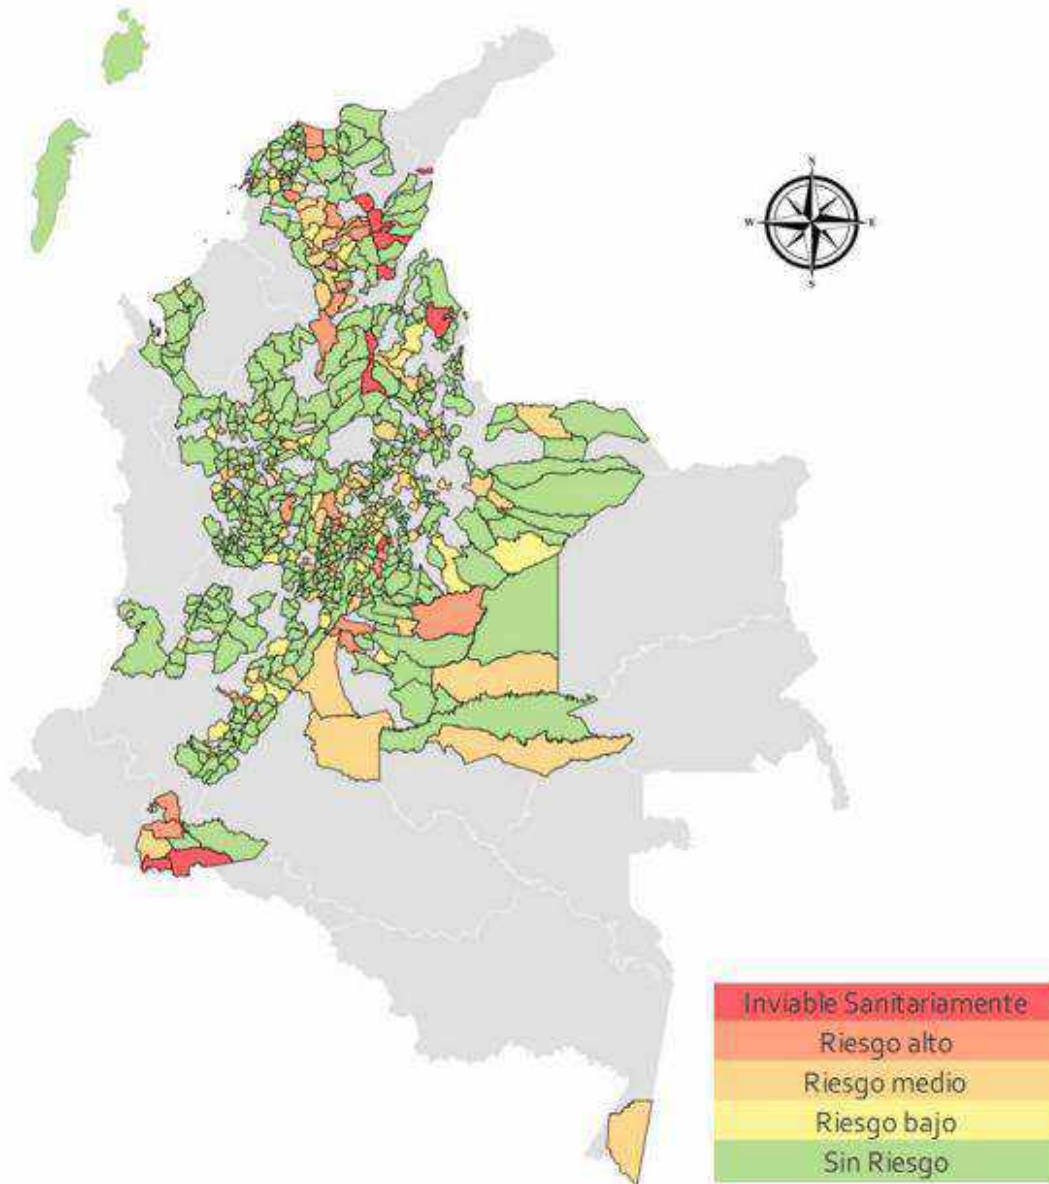 N
W
E
S
Inviable Sanitariamente
Riesgo alto
Riesgo medio
Riesgo bajo
Sin Riesgo